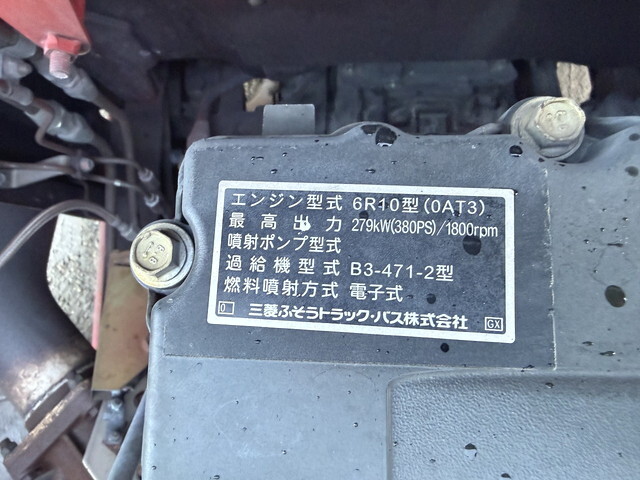 エンジン型式 6R10型(0AT3)
最高出力 279kW(380PS)/1800rpm
噴射ポンプ型式
過給機型式 B3-471-2型
燃料噴射方式 電子式
0 三菱ふそうトラック・バス株式会社 GX